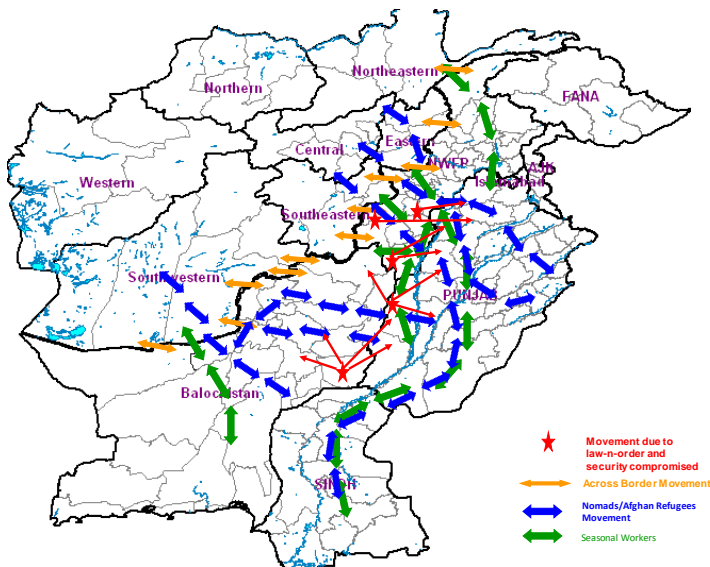 Northeastern
Northern
FANA
Eastern
Central
NWFP
AJK
Islamabad
Western
Southeastern
Southwestern
PUNJAB
Balochistan
SINDH
Movement due to
law-n-order and
security compromised
Across Border Movement
Nomads/Afghan Refugees
Movement
Seasonal Workers